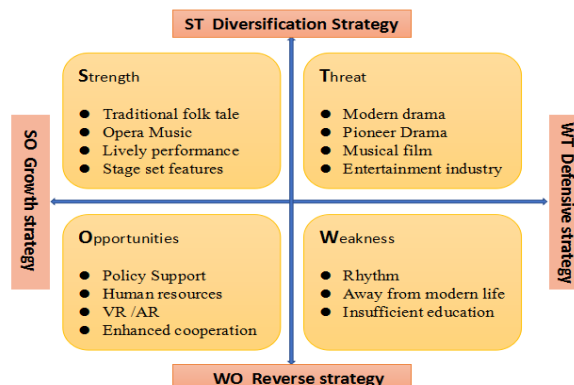 ST Diversification Strategy
Strength
● Traditional folk tale
● Opera Music
● Lively performance
● Stage set features
Threat
● Modern drama
● Pioneer Drama
● Musical film
● Entertainment industry
SO Growth
strategy
WT Defensive
strategy
Opportunities
● Policy Support
● Human resources
● VR /AR
● Enhanced cooperation
Weakness
● Rhythm
● Away from modern life
● Insufficient education
WO Reverse strategy